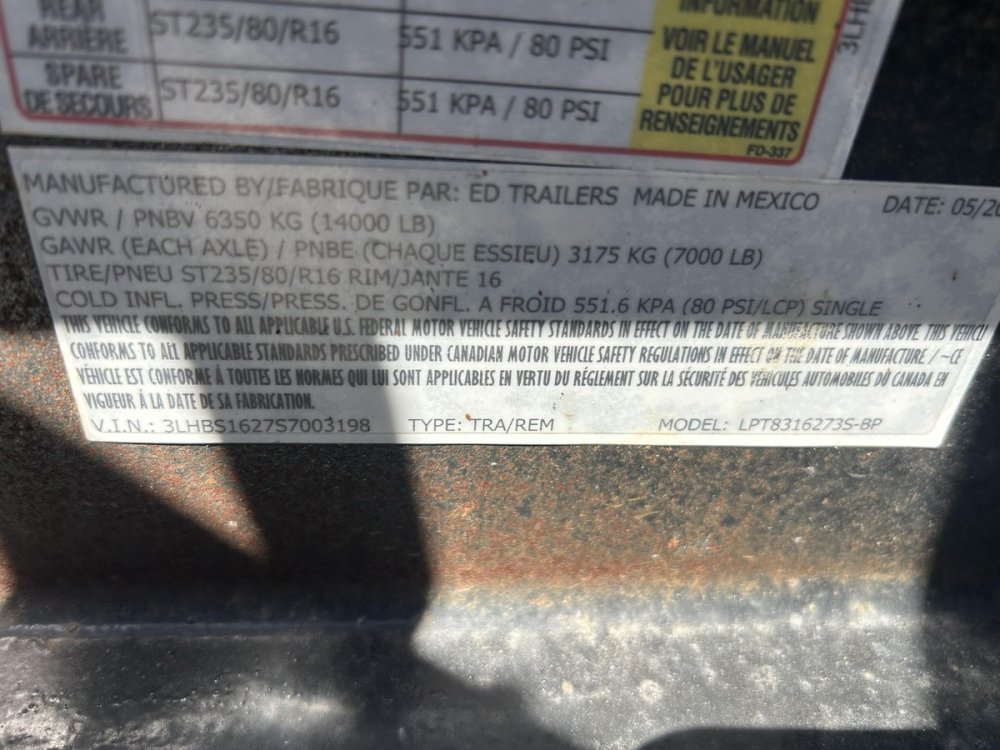 REAR ST235/80/R16 551 KPA / 80 PSI INFORMATION
ARRIÈRE VOIR LE MANUEL
SPARE ST235/80/R16 551 KPA / 80 PSI DE L'USAGER
DE SECOURS POUR PLUS DE
RENSEIGNEMENTS
FD-337
MANUFACTURED BY/FABRIQUE PAR: ED TRAILERS MADE IN MEXICO DATE: 05/20
GVWR / PNBV 6350 KG (14000 LB)
GAWR (EACH AXLE) / PNBE (CHAQUE ESSIEU) 3175 KG (7000 LB)
TIRE/PNEU ST235/80/R16 RIM/JANTE 16
COLD INFL. PRESS/PRESS. DE GONFL. A FROID 551.6 KPA (80 PSI/LCP) SINGLE
THIS VEHICLE CONFORMS TO ALL APPLICABLE U.S. FEDERAL MOTOR VEHICLE SAFETY STANDARDS IN EFFECT ON THE DATE OF MANUFACTURE SHOWN ABOVE. THIS VEHICL
CONFORMS TO ALL APPLICABLE STANDARDS PRESCRIBED UNDER CANADIAN MOTOR VEHICLE SAFETY REGULATIONS IN EFFECT ON THE DATE OF MANUFACTURE / ~CE
VÉHICLE EST CONFORME À TOUTES LES NORMES QUI LUI SONT APPLICABLES EN VERTU DU RÉGLEMENT SUR LA SÉCURITÉ DES VEHICULES AUTOMOBILES DU CANADA EN
VIGUEUR À LA DATE DE SA FABRICATION.
V.I.N.: 3LHBS1627S7003198 TYPE: TRA/REM MODEL: LPT8316273S-BP